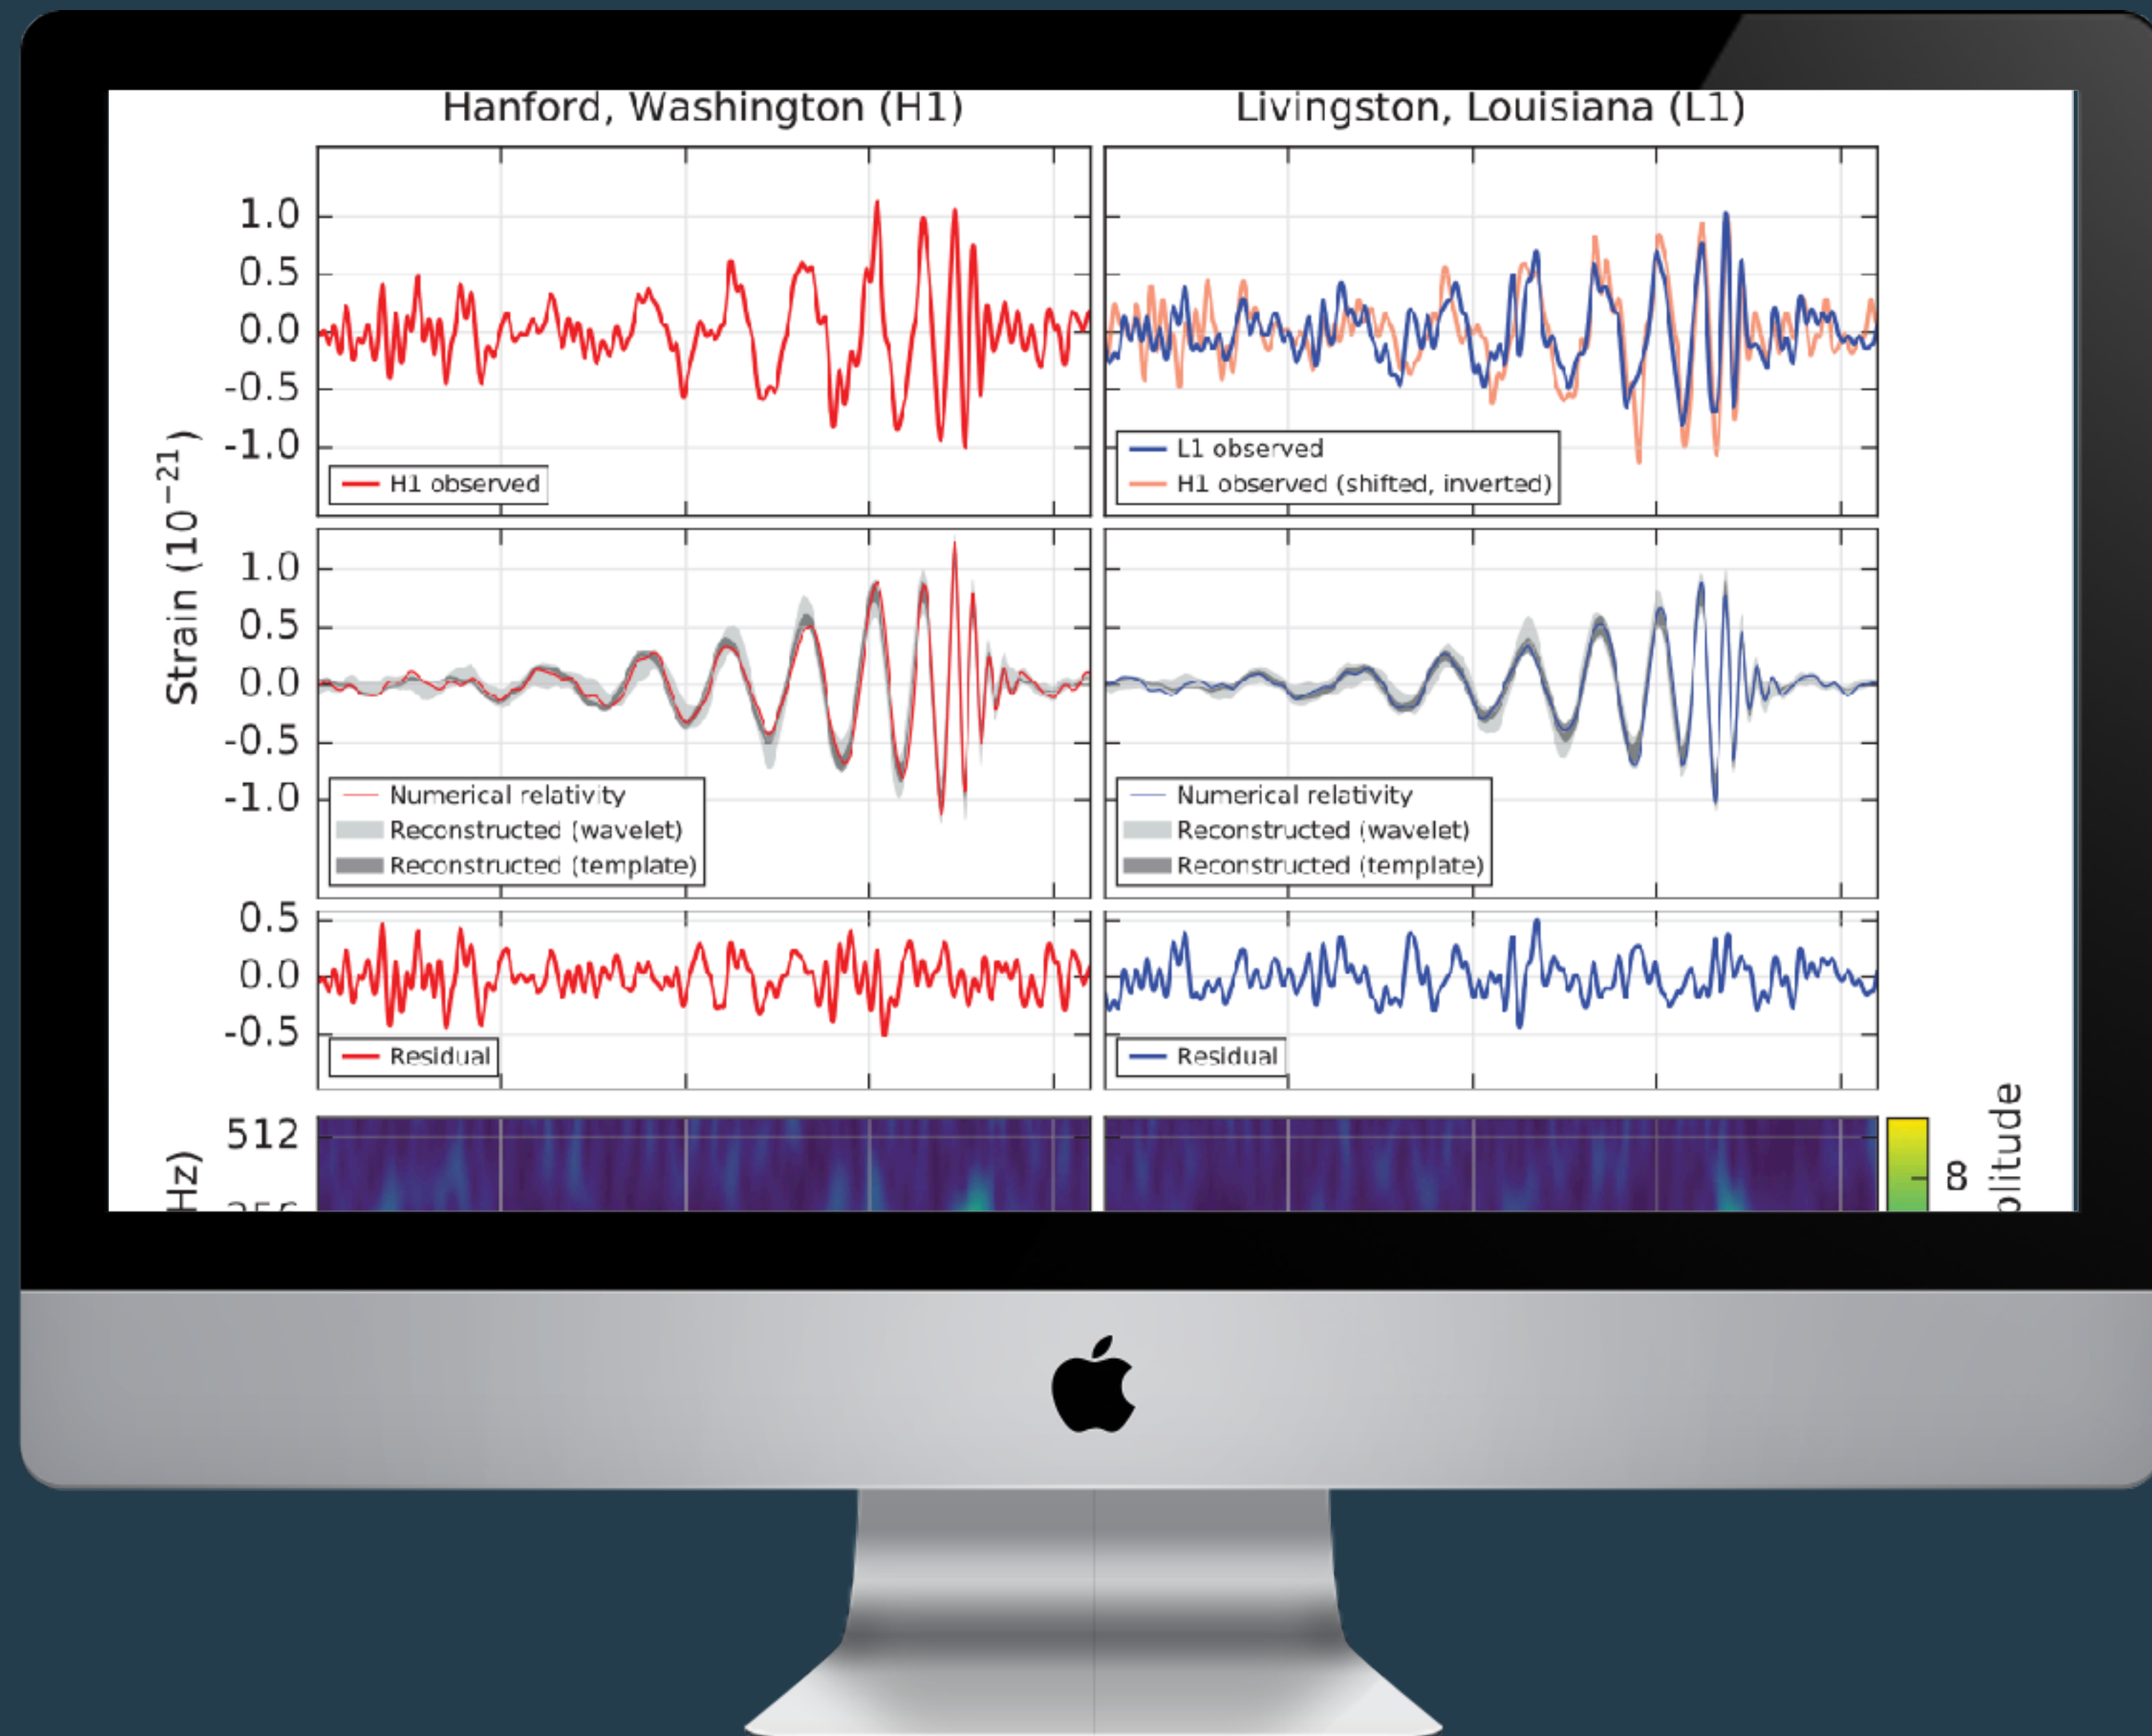 Hanford, Washington (H1)
Livingston, Louisiana (L1)
Strain (10⁻²¹)
1.0
0.5
0.0
-0.5
-1.0
H1 observed
L1 observed
H1 observed (shifted, inverted)
1.0
0.5
0.0
-0.5
-1.0
Numerical relativity
Reconstructed (wavelet)
Reconstructed (template)
Numerical relativity
Reconstructed (wavelet)
Reconstructed (template)
0.5
0.0
-0.5
Residual
Residual
Hz)
512
8
plitude